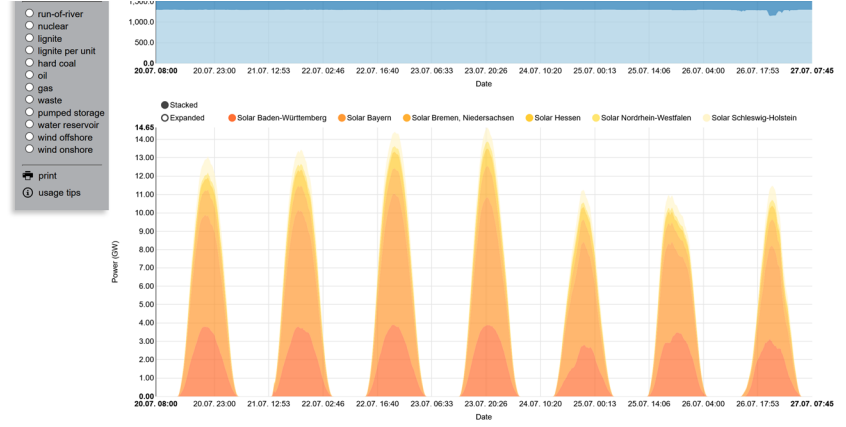 run-of-river
nuclear
lignite
lignite per unit
hard coal
oil
gas
waste
pumped storage
water reservoir
wind offshore
wind onshore
print
usage tips
1,500.0
1,000.0
500.0
0.0
20.07. 08:00 20.07. 23:00 21.07. 12:53 22.07. 02:46 22.07. 16:40 23.07. 06:33 23.07. 20:26 24.07. 10:20 25.07. 00:13 25.07. 14:06 26.07. 04:00 26.07. 17:53 27.07. 07:45
Date
Stacked
Expanded Solar Baden-Württemberg Solar Bayern Solar Bremen, Niedersachsen Solar Hessen Solar Nordrhein-Westfalen Solar Schleswig-Holstein
14.65
14.00
13.00
12.00
11.00
10.00
9.00
8.00
7.00
6.00
5.00
4.00
3.00
2.00
1.00
0.00
Power (GW)
20.07. 08:00 20.07. 23:00 21.07. 12:53 22.07. 02:46 22.07. 16:40 23.07. 06:33 23.07. 20:26 24.07. 10:20 25.07. 00:13 25.07. 14:06 26.07. 04:00 26.07. 17:53 27.07. 07:45
Date